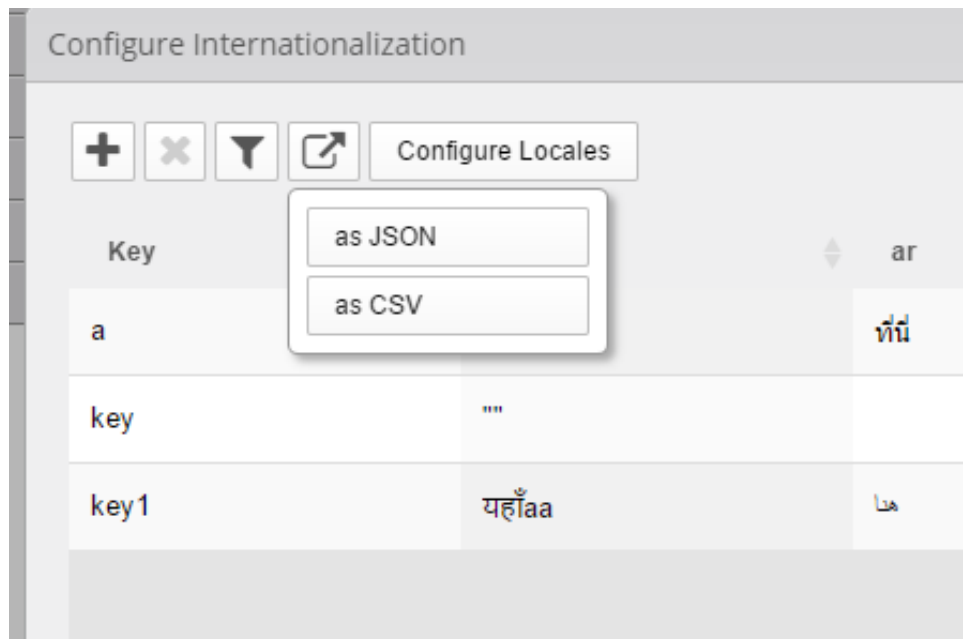 Configure Internationalization
Configure Locales
as JSON
as CSV
Key
ar
a
ที่นี่
key
""
key1
यहाँaa
هنا